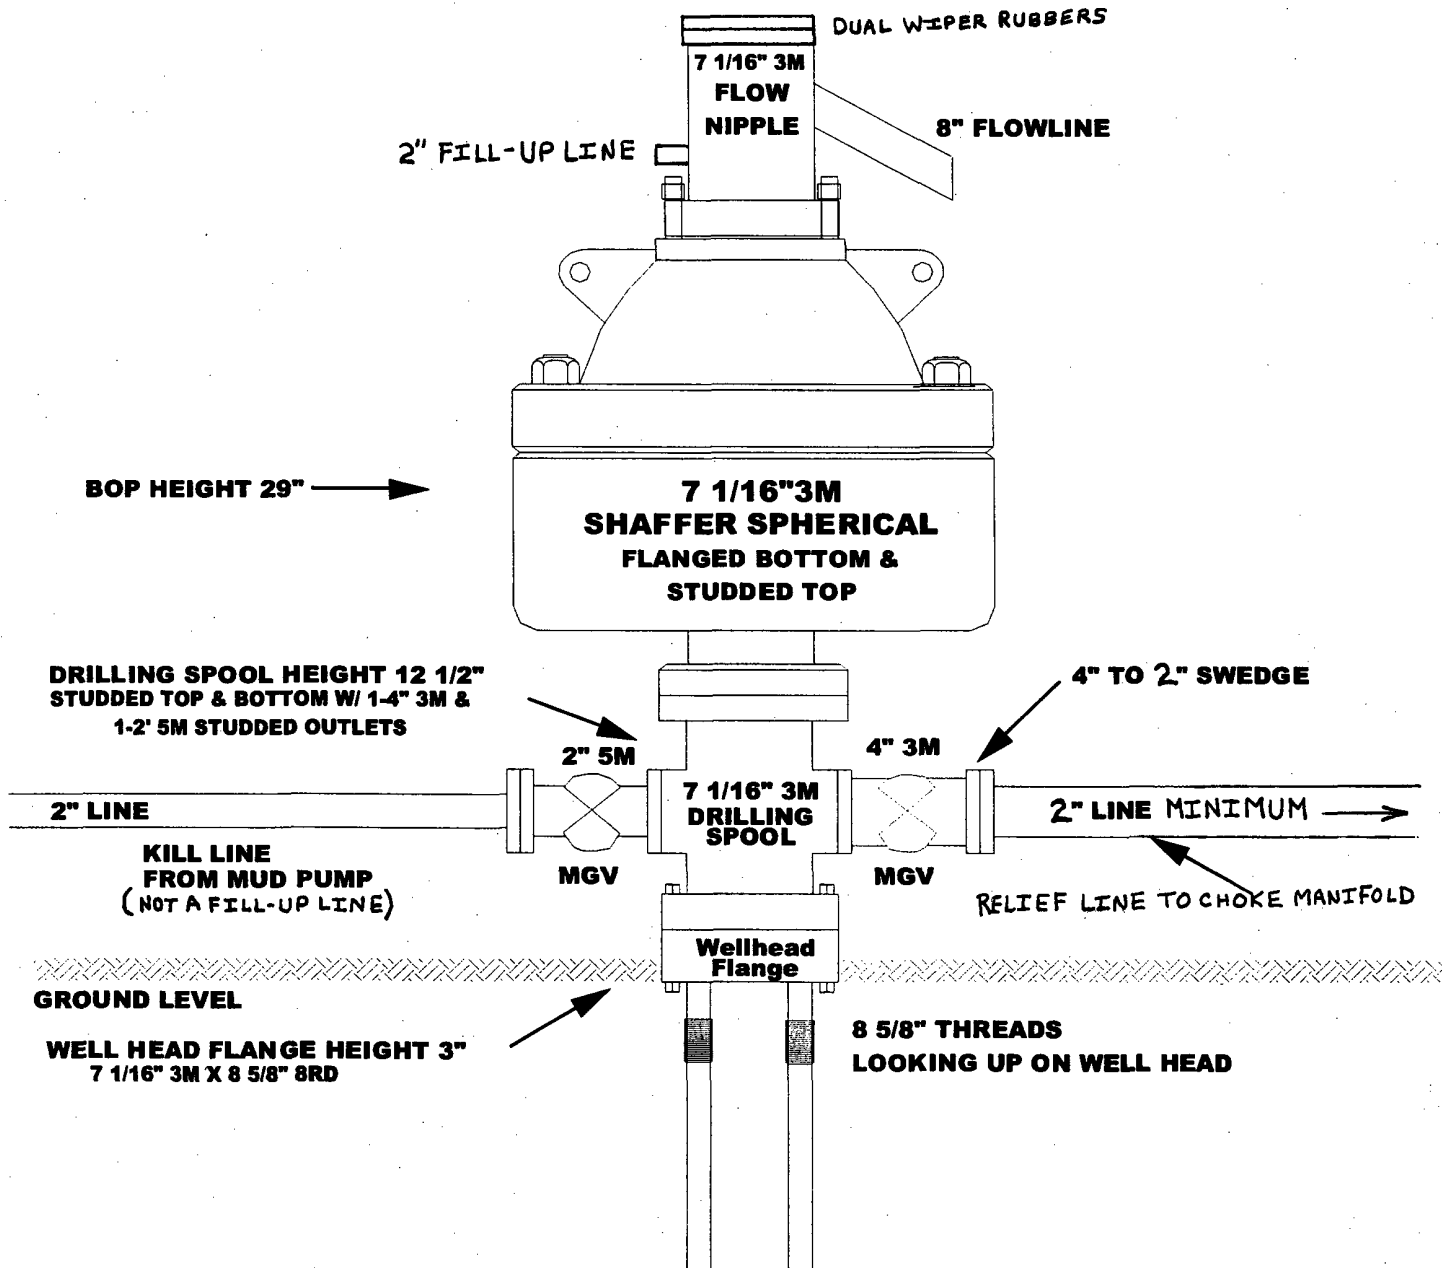 DUAL WIPER RUBBERS
7 1/16" 3M
FLOW
NIPPLE
8" FLOWLINE
2" FILL-UP LINE
BOP HEIGHT 29"
7 1/16"3M
SHAFFER SPHERICAL
FLANGED BOTTOM &
STUDDED TOP
DRILLING SPOOL HEIGHT 12 1/2"
STUDDED TOP & BOTTOM W/ 1-4" 3M &
1-2' 5M STUDDED OUTLETS
4" TO 2" SWEDGE
2" 5M
4" 3M
2" LINE
7 1/16" 3M
DRILLING
SPOOL
2" LINE MINIMUM
KILL LINE
FROM MUD PUMP
(NOT A FILL-UP LINE)
MGV
MGV
RELIEF LINE TO CHOKE MANIFOLD
Wellhead
Flange
GROUND LEVEL
WELL HEAD FLANGE HEIGHT 3"
7 1/16" 3M X 8 5/8" 8RD
8 5/8" THREADS
LOOKING UP ON WELL HEAD